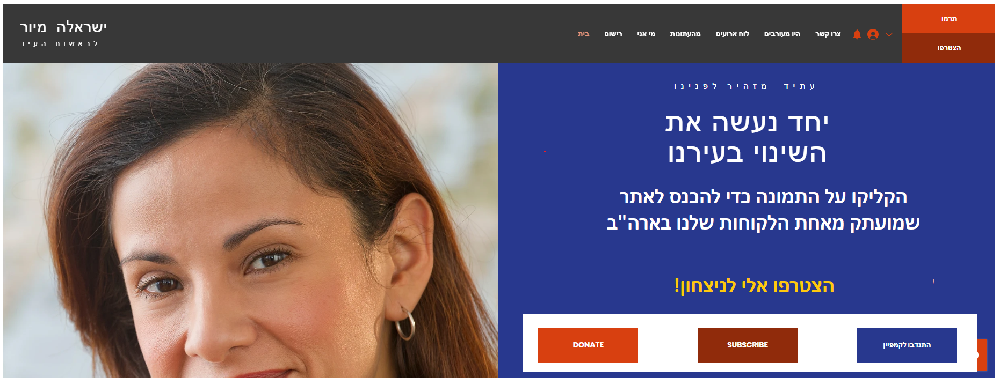 תרמו
הצטרפו
צרו קשר
היו מעורבים
לוח ארועים
מהעתונות
מי אני
רישום
בית
ישראלה מיור
לראשות העיר
עתיד מזהיר לפנינו
יחד נעשה את
השינוי בעירנו
הקליקו על התמונה כדי להכנס לאתר
שמועתק מאחת הלקוחות שלנו בארה"ב
הצטרפו אלי לניצחון!
התנדבו לקמפיין
SUBSCRIBE
DONATE